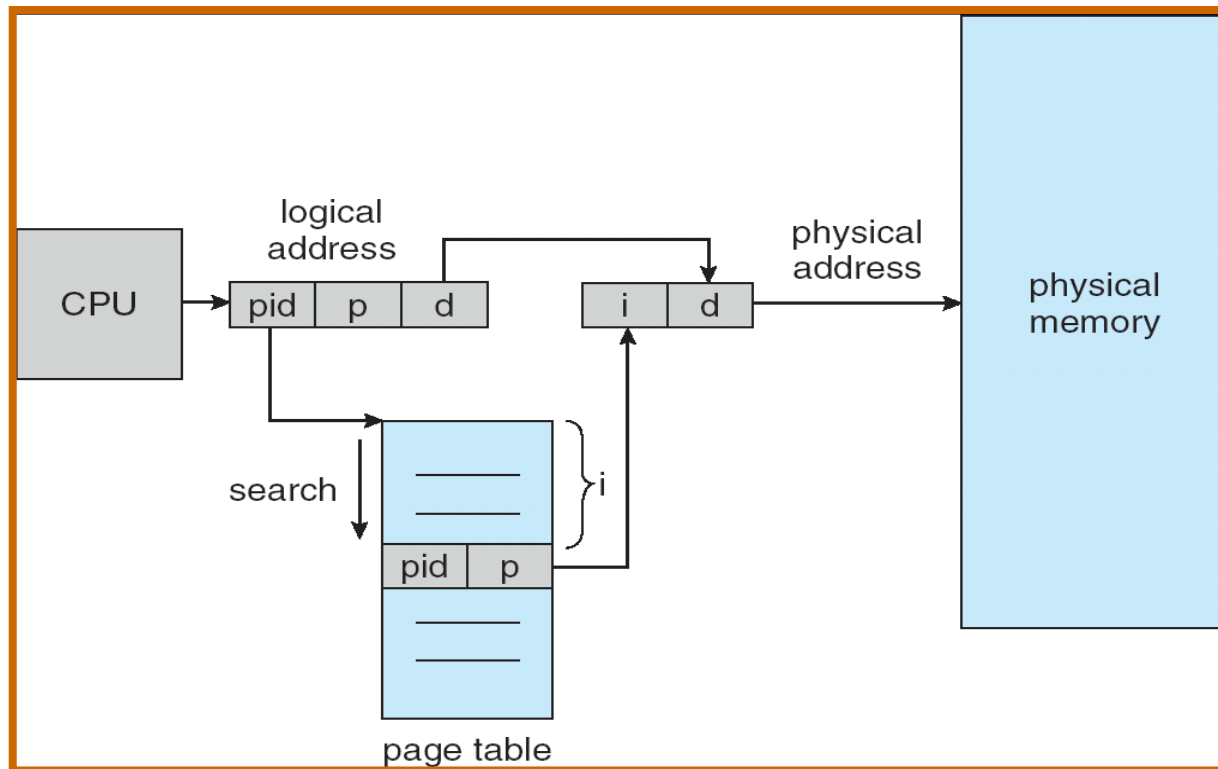 logical
address
physical
address
CPU
pid p d
i d
physical
memory
search
i
pid p
page table